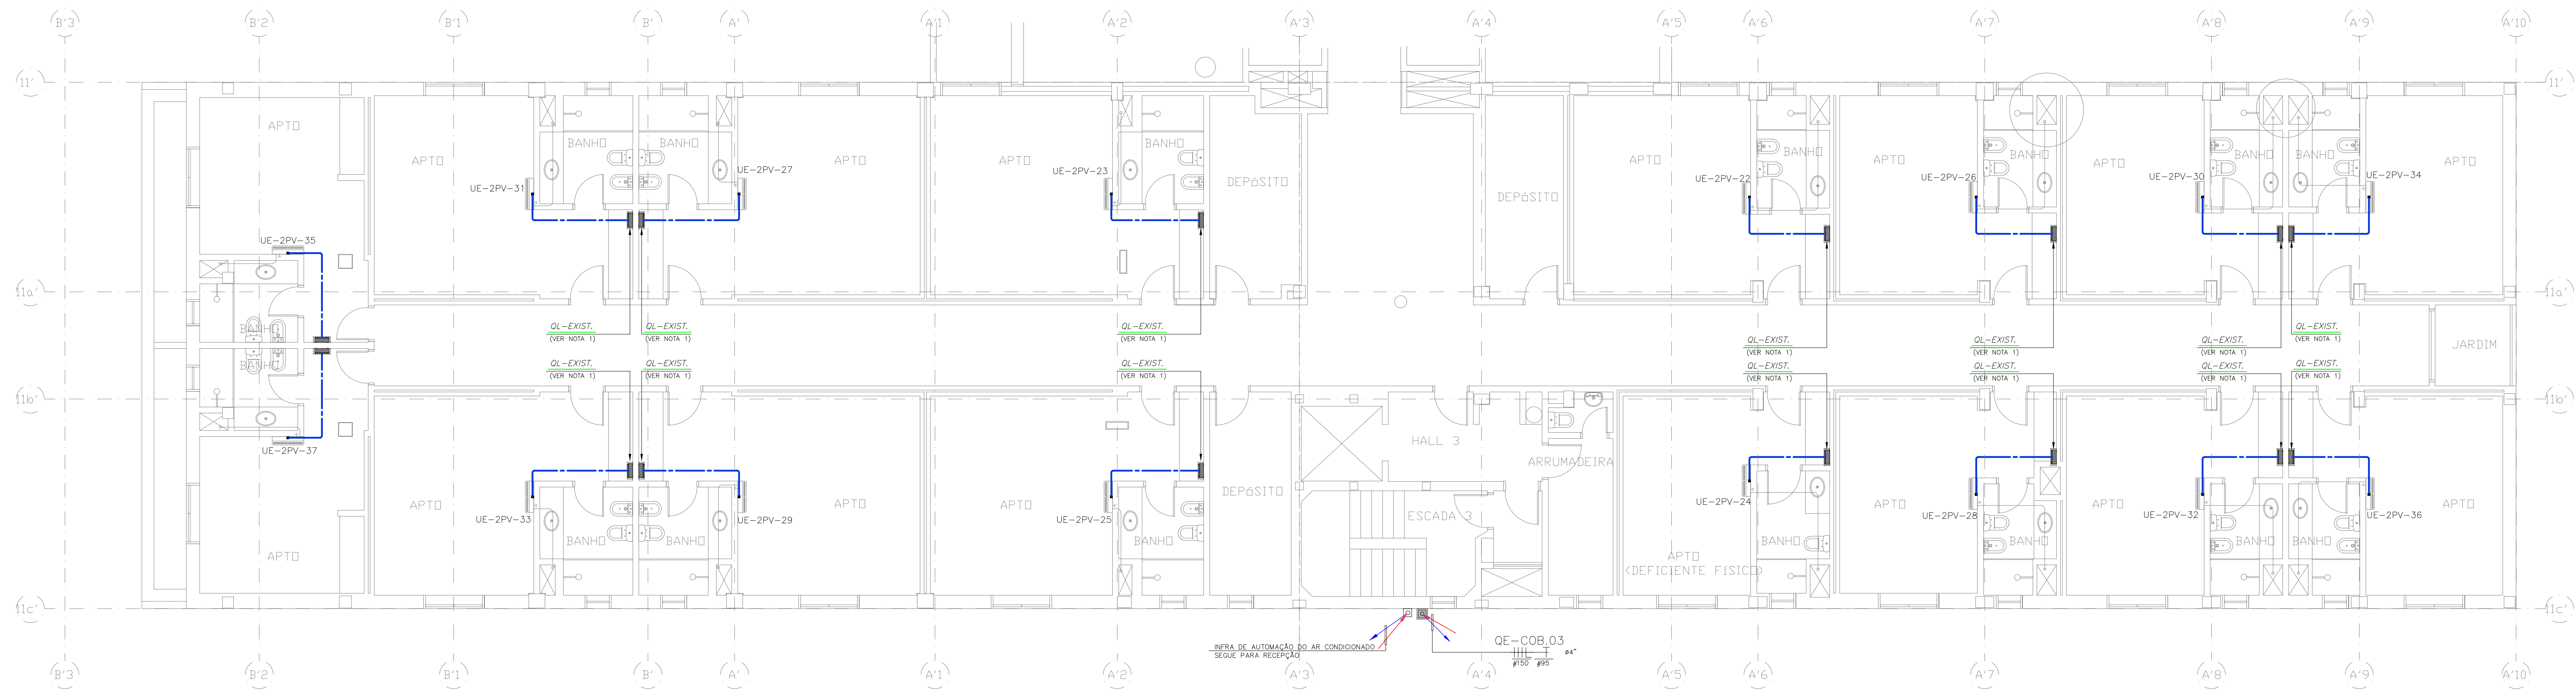 B'3 B'2 B'1 B' A' A'1 A'2 A'3 A'4 A'5 A'6 A'7 A'8 A'9 A'10
11' 11'
APTO APTO BANHO BANHO APTO APTO BANHO DEPÓSITO DEPÓSITO APTO BANHO APTO BANHO APTO BANHO BANHO APTO
UE-2PV-31 UE-2PV-27 UE-2PV-23 UE-2PV-22 UE-2PV-26 UE-2PV-30 UE-2PV-34
UE-2PV-35
11a' 11a'
QL-EXIST. QL-EXIST. QL-EXIST. QL-EXIST. QL-EXIST. QL-EXIST. QL-EXIST.
(VER NOTA 1) (VER NOTA 1) (VER NOTA 1) (VER NOTA 1) (VER NOTA 1) (VER NOTA 1) (VER NOTA 1)
BANHO
BANHO
JARDIM
QL-EXIST. QL-EXIST. QL-EXIST. QL-EXIST. QL-EXIST. QL-EXIST. QL-EXIST.
(VER NOTA 1) (VER NOTA 1) (VER NOTA 1) (VER NOTA 1) (VER NOTA 1) (VER NOTA 1) (VER NOTA 1)
11b' 11b'
HALL 3
UE-2PV-37
ARRUMADEIRA
APTO APTO APTO DEPÓSITO APTO APTO APTO
UE-2PV-33 UE-2PV-29 UE-2PV-25 ESCADA 3 UE-2PV-24 UE-2PV-28 UE-2PV-32 UE-2PV-36
BANHO BANHO BANHO BANHO BANHO BANHO BANHO
APTO APTO
(DEFICIENTE FíSICO)
11c' 11c'
INFRA DE AUTOMAÇÃO DO AR CONDICIONADO
SEGUE PARA RECEPÇÃO
QE-COB.03
ø4"
#150 #95
B'3 B'2 B'1 B' A' A'1 A'2 A'3 A'4 A'5 A'6 A'7 A'8 A'9 A'10